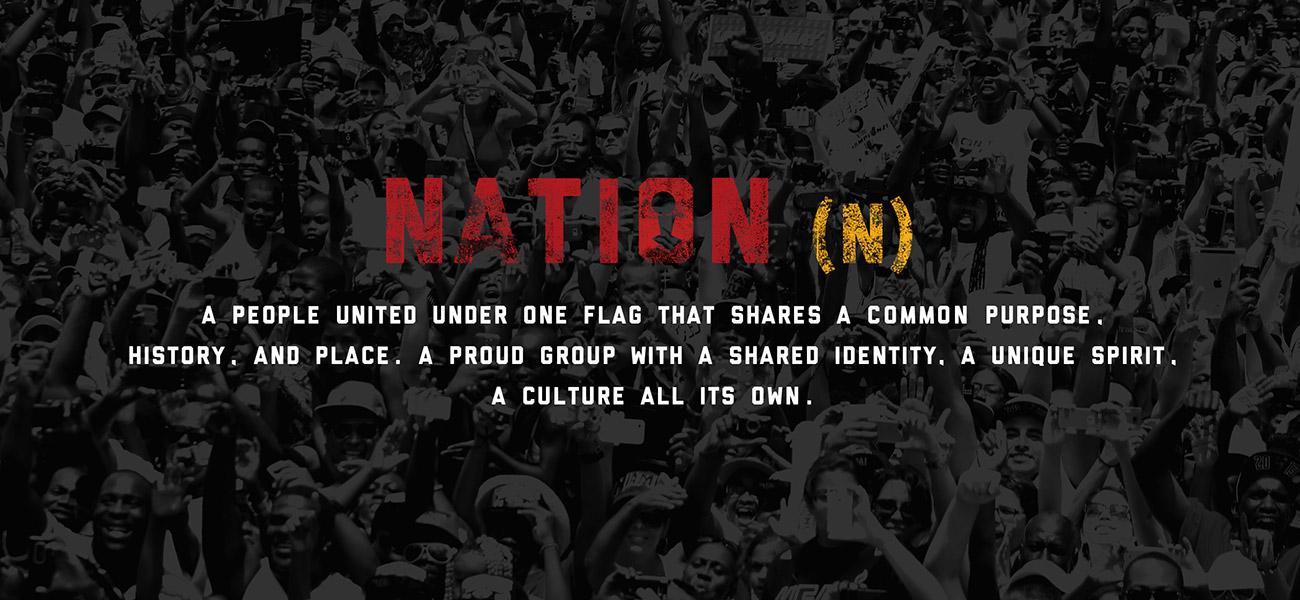 NATION (N)
A PEOPLE UNITED UNDER ONE FLAG THAT SHARES A COMMON PURPOSE,
HISTORY, AND PLACE. A PROUD GROUP WITH A SHARED IDENTITY, A UNIQUE SPIRIT,
A CULTURE ALL ITS OWN.